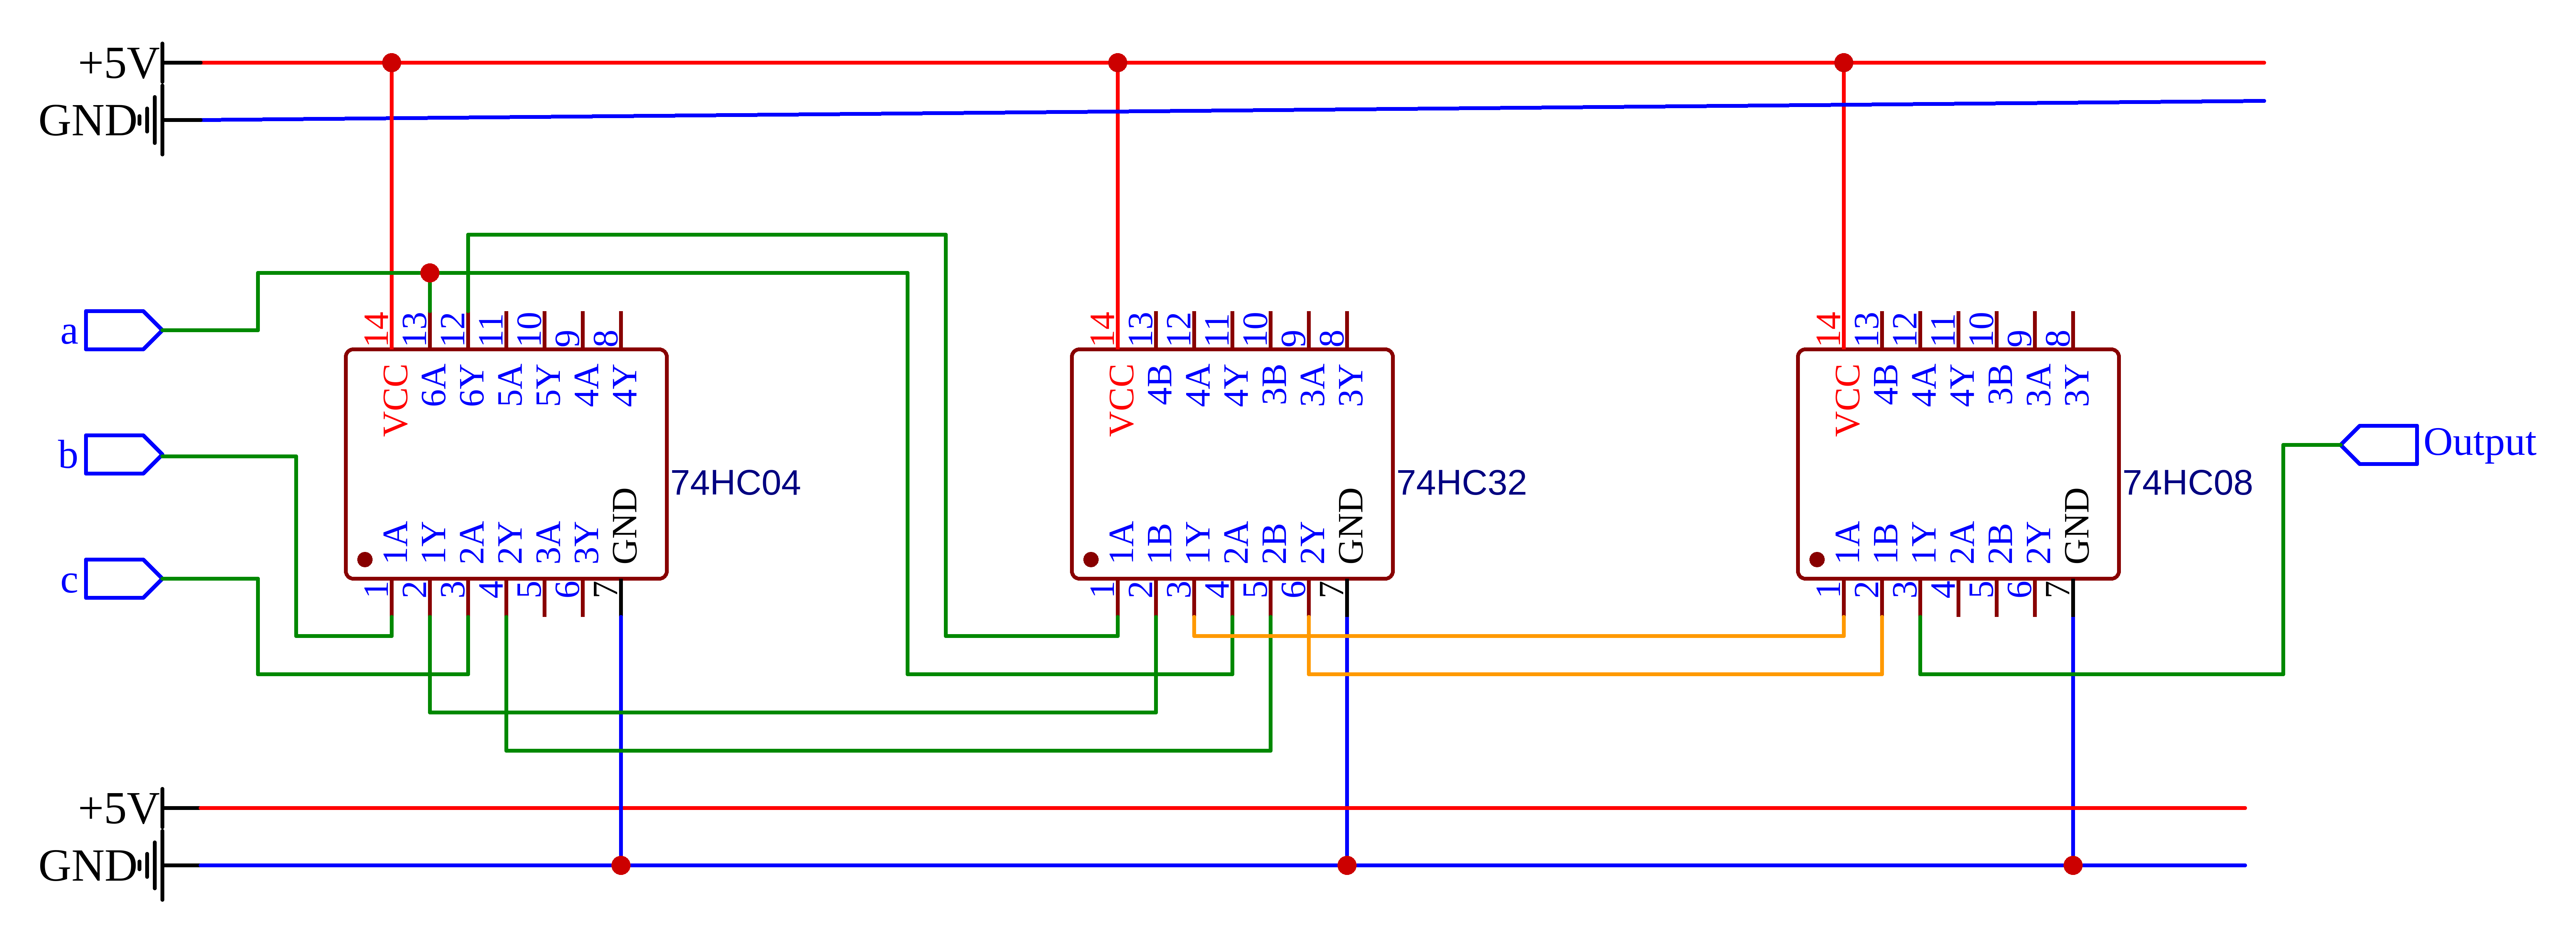 +5V
GND
a
b
c
14 13 12 11 10 9 8
VCC 6A 6Y 5A 5Y 4A 4Y
74HC04
1A 1Y 2A 2Y 3A 3Y GND
1 2 3 4 5 6 7
14 13 12 11 10 9 8
VCC 4B 4A 4Y 3B 3A 3Y
74HC32
1A 1B 1Y 2A 2B 2Y GND
1 2 3 4 5 6 7
14 13 12 11 10 9 8
VCC 4B 4A 4Y 3B 3A 3Y
74HC08
1A 1B 1Y 2A 2B 2Y GND
1 2 3 4 5 6 7
Output
+5V
GND